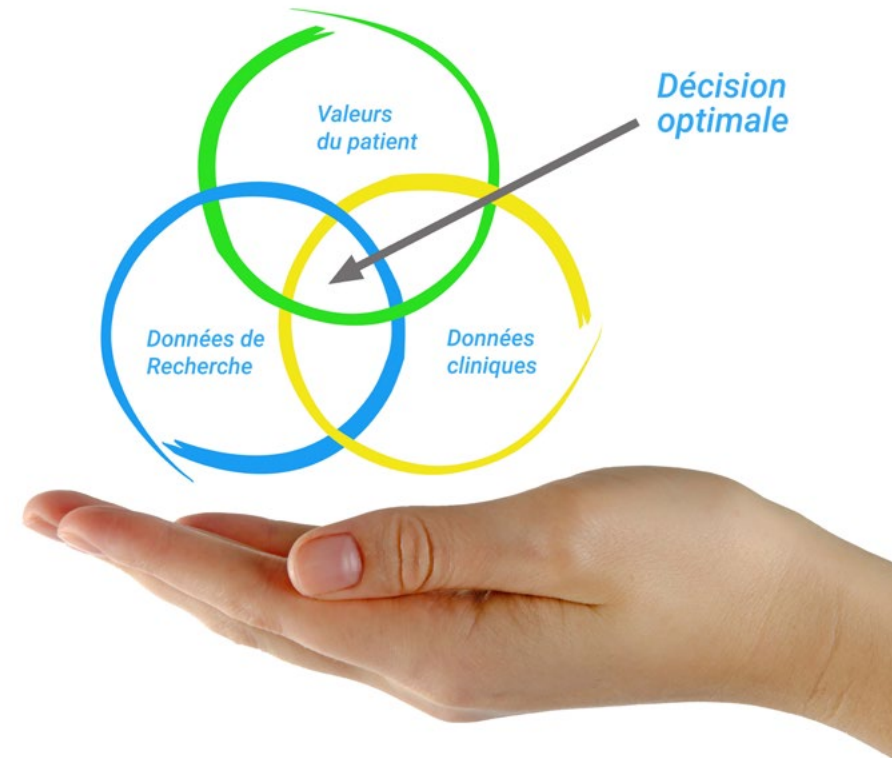 Valeurs
du patient
Décision
optimale
Données de
Recherche
Données
cliniques